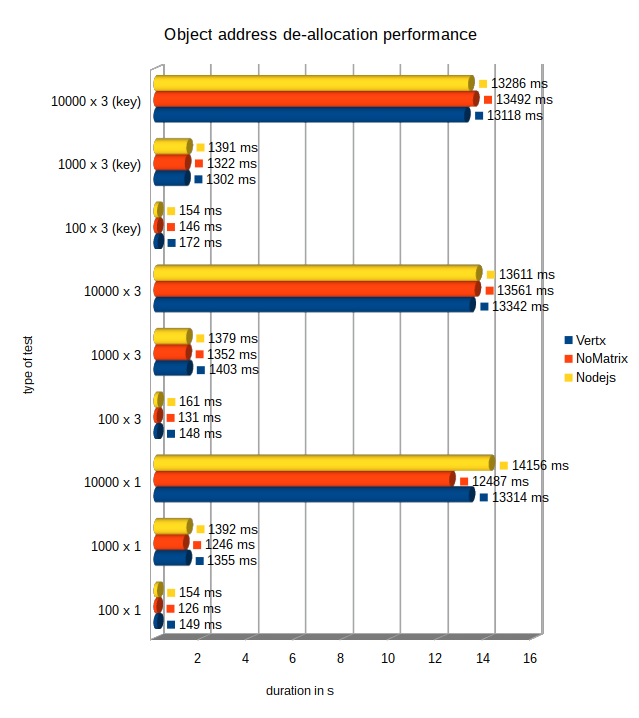 Object address de-allocation performance
10000 x 3 (key)
13286 ms
13492 ms
13118 ms
1000 x 3 (key)
1391 ms
1322 ms
1302 ms
100 x 3 (key)
154 ms
146 ms
172 ms
10000 x 3
13611 ms
13561 ms
13342 ms
1000 x 3
1379 ms
1352 ms
1403 ms
100 x 3
161 ms
131 ms
148 ms
10000 x 1
14156 ms
12487 ms
13314 ms
1000 x 1
1392 ms
1246 ms
1355 ms
100 x 1
154 ms
126 ms
149 ms
type of test
Vertx
NoMatrix
Nodejs
2 4 6 8 10 12 14 16
duration in s